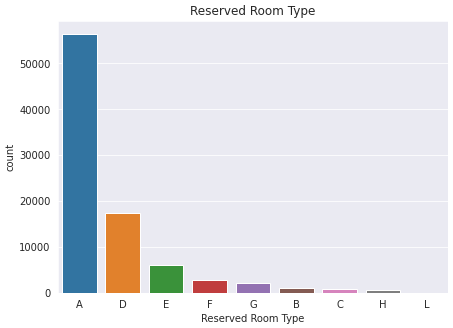 Reserved Room Type
50000
40000
30000
20000
10000
0
count
A D E F G B C H L
Reserved Room Type